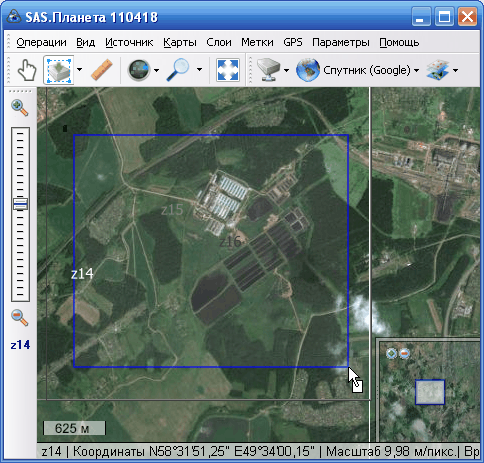 SAS.Планета 110418
Операции Вид Источник Карты Слои Метки GPS Параметры Помощь
Спутник (Google)
z15
z16
z14
z14
625 м
z14 | Координаты N58°31'51,25" E49°34'00,15" | Масштаб 9,98 м/пикс. | Вр